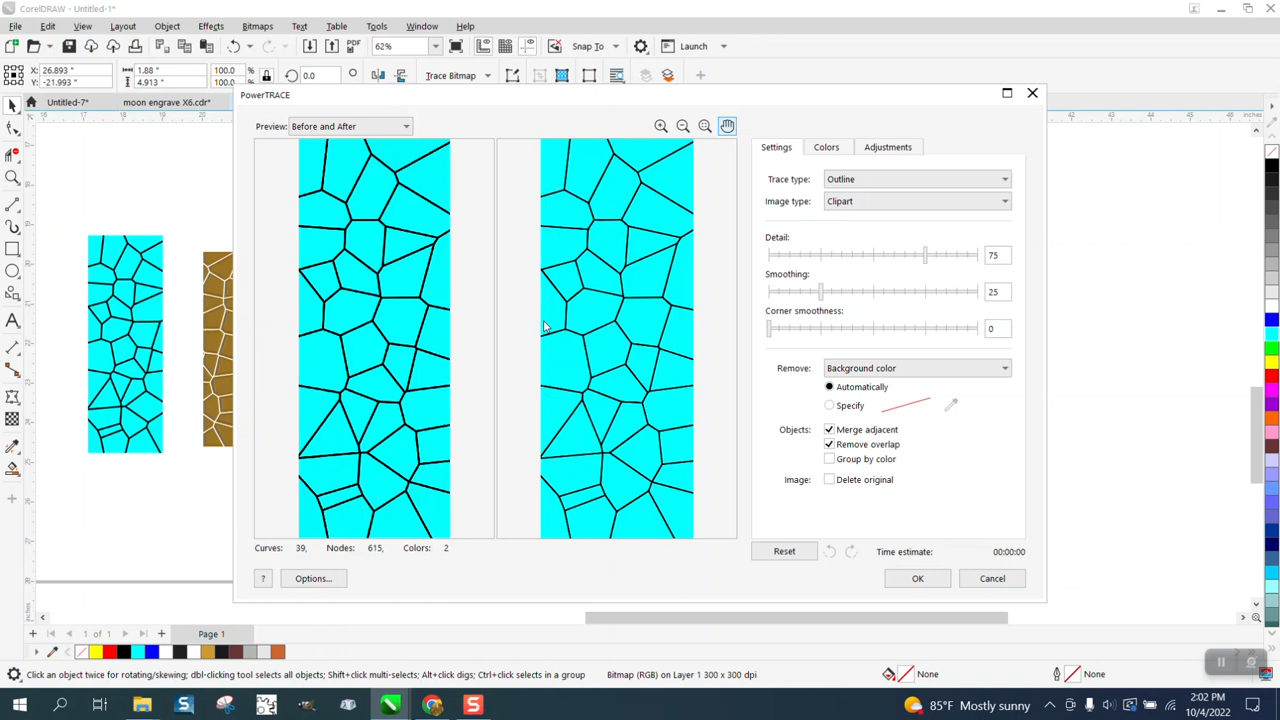 CorelDRAW - Untitled-1*
File Edit View Layout Object Effects Bitmaps Text Table Tools Window Help
62% PDF Snap To Launch
X: 26.893 " 1.88 " 100.0 % 0.0 ° Trace Bitmap
Y: -21.993 " 4.913 " 100.0 %
Untitled-7* moon engrave X6.cdr*
PowerTRACE
Preview: Before and After
Settings Colors Adjustments
Trace type: Outline
Image type: Clipart
Detail:
75
Smoothing:
25
Corner smoothness:
0
Remove: Background color
Automatically
Specify
Objects: Merge adjacent
Remove overlap
Group by color
Image: Delete original
Curves: 39, Nodes: 615, Colors: 2
Reset Time estimate: 00:00:00
? Options... OK Cancel
1 of 1 Page 1
Click an object twice for rotating/skewing; dbl-clicking tool selects all objects; Shift+click multi-selects; Alt+click digs; Ctrl+click selects in a group Bitmap (RGB) on Layer 1 300 x 300 dpi None None
85°F Mostly sunny 2:02 PM
10/4/2022